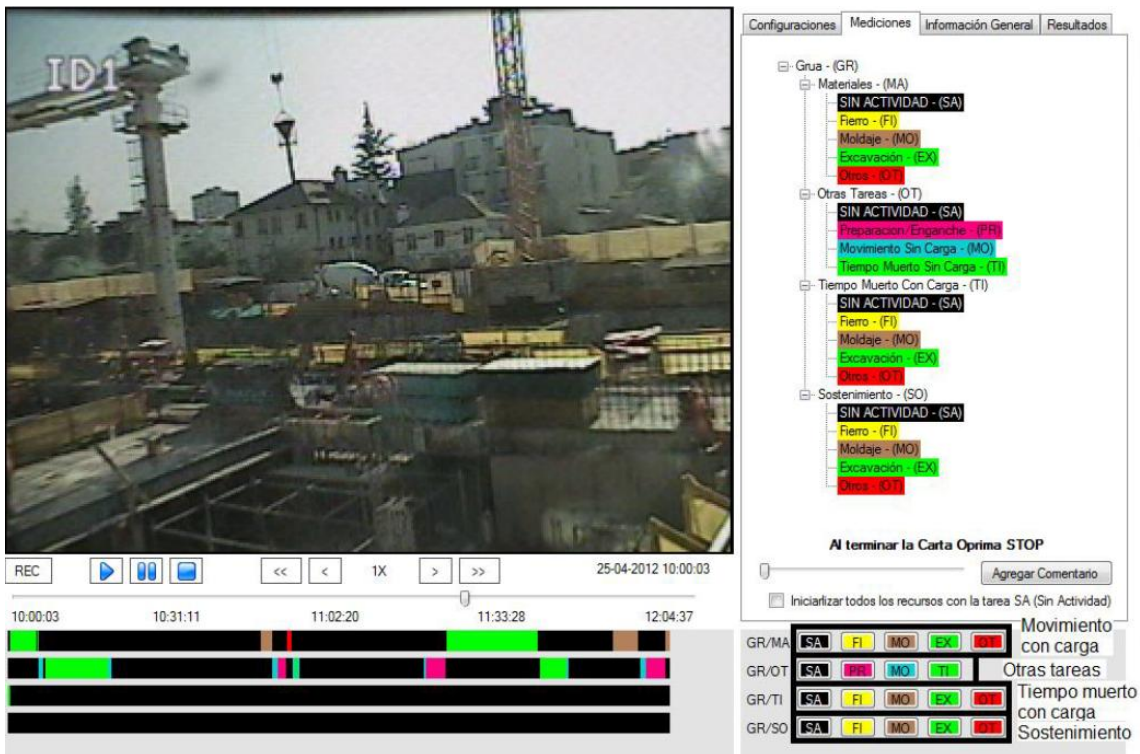 ID1
Configuraciones Mediciones Información General Resultados
Grua - (GR)
Materiales - (MA)
SIN ACTIVIDAD - (SA)
Fierro - (FI)
Moldaje - (MO)
Excavación - (EX)
Otros - (OT)
Otras Tareas - (OT)
SIN ACTIVIDAD - (SA)
Preparacion/Enganche - (PR)
Movimiento Sin Carga - (MO)
Tiempo Muerto Sin Carga - (TI)
Tiempo Muerto Con Carga - (TI)
SIN ACTIVIDAD - (SA)
Fierro - (FI)
Moldaje - (MO)
Excavación - (EX)
Otros - (OT)
Sostenimiento - (SO)
SIN ACTIVIDAD - (SA)
Fierro - (FI)
Moldaje - (MO)
Excavación - (EX)
Otros - (OT)
Al terminar la Carta Oprima STOP
Agregar Comentario
Iniciarlizar todos los recursos con la tarea SA (Sin Actividad)
REC << < 1X > >> 25-04-2012 10:00:03
10:00:03 10:31:11 11:02:20 11:33:28 12:04:37
GR/MA SA FI MO EX OT Movimiento con carga
GR/OT SA PR MO TI Otras tareas
GR/TI SA FI MO EX OT Tiempo muerto con carga
GR/SO SA FI MO EX OT Sostenimiento